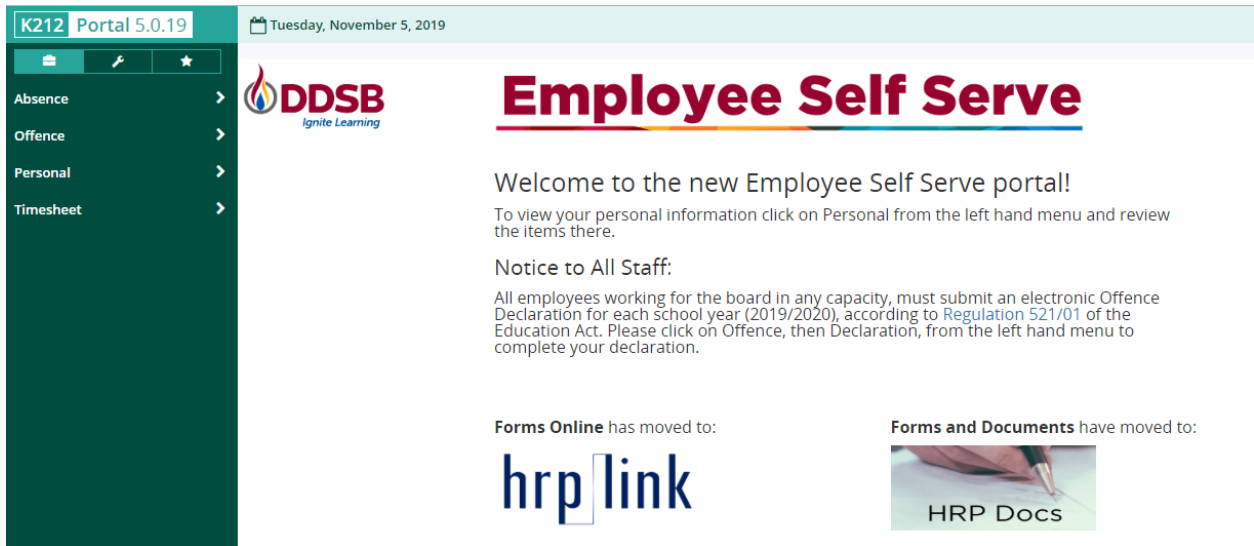 K212 Portal 5.0.19
Tuesday, November 5, 2019
Absence
Offence
Personal
Timesheet
DDSB
Ignite Learning
Employee Self Serve
Welcome to the new Employee Self Serve portal!
To view your personal information click on Personal from the left hand menu and review
the items there.
Notice to All Staff:
All employees working for the board in any capacity, must submit an electronic Offence
Declaration for each school year (2019/2020), according to Regulation 521/01 of the
Education Act. Please click on Offence, then Declaration, from the left hand menu to
complete your declaration.
Forms Online has moved to:
hrp link
Forms and Documents have moved to:
HRP Docs